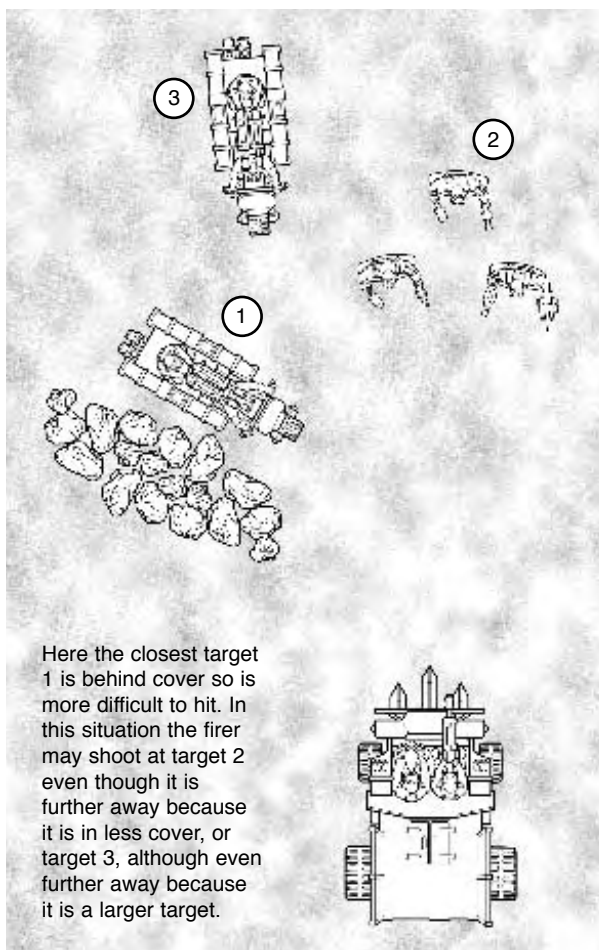 3
2
1
Here the closest target
1 is behind cover so is
more difficult to hit. In
this situation the firer
may shoot at target 2
even though it is
further away because
it is in less cover, or
target 3, although even
further away because
it is a larger target.